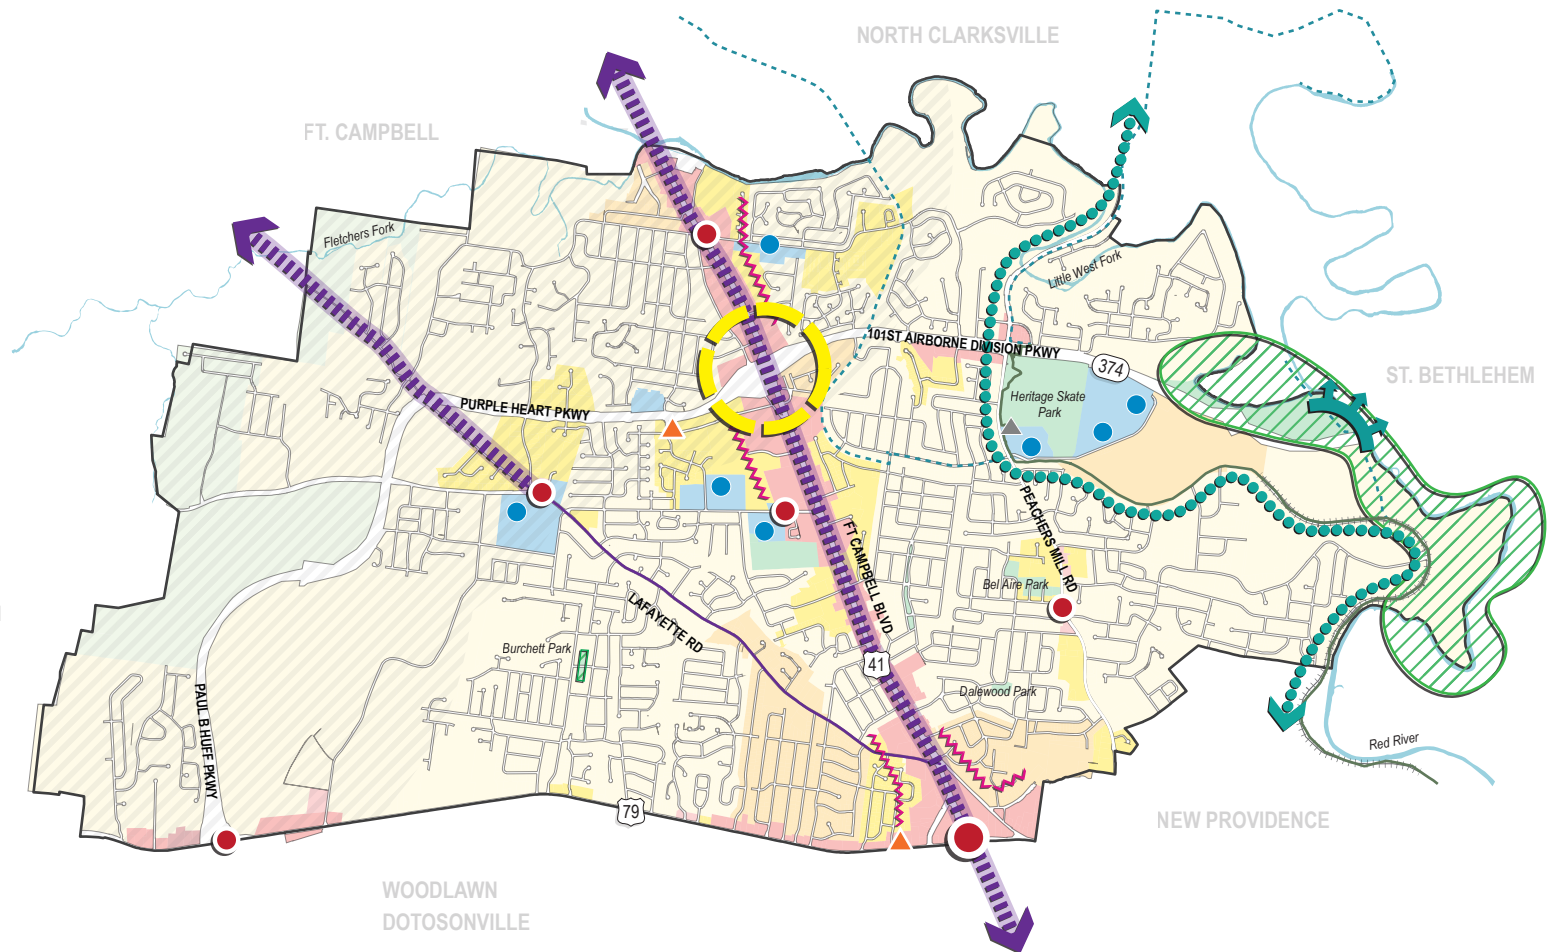 NORTH CLARKSVILLE
FT. CAMPBELL
Fletchers Fork
Little West Fork
101ST AIRBORNE DIVISION PKWY
374
ST. BETHLEHEM
Heritage Skate
Park
PURPLE HEART PKWY
PEACHERS MILL RD
FT CAMPBELL BLVD
Bel Aire Park
LAFAYETTE RD
Burchett Park
41
Dalewood Park
PAUL B HUFF PKWY
Red River
79
NEW PROVIDENCE
WOODLAWN
DOTOSONVILLE